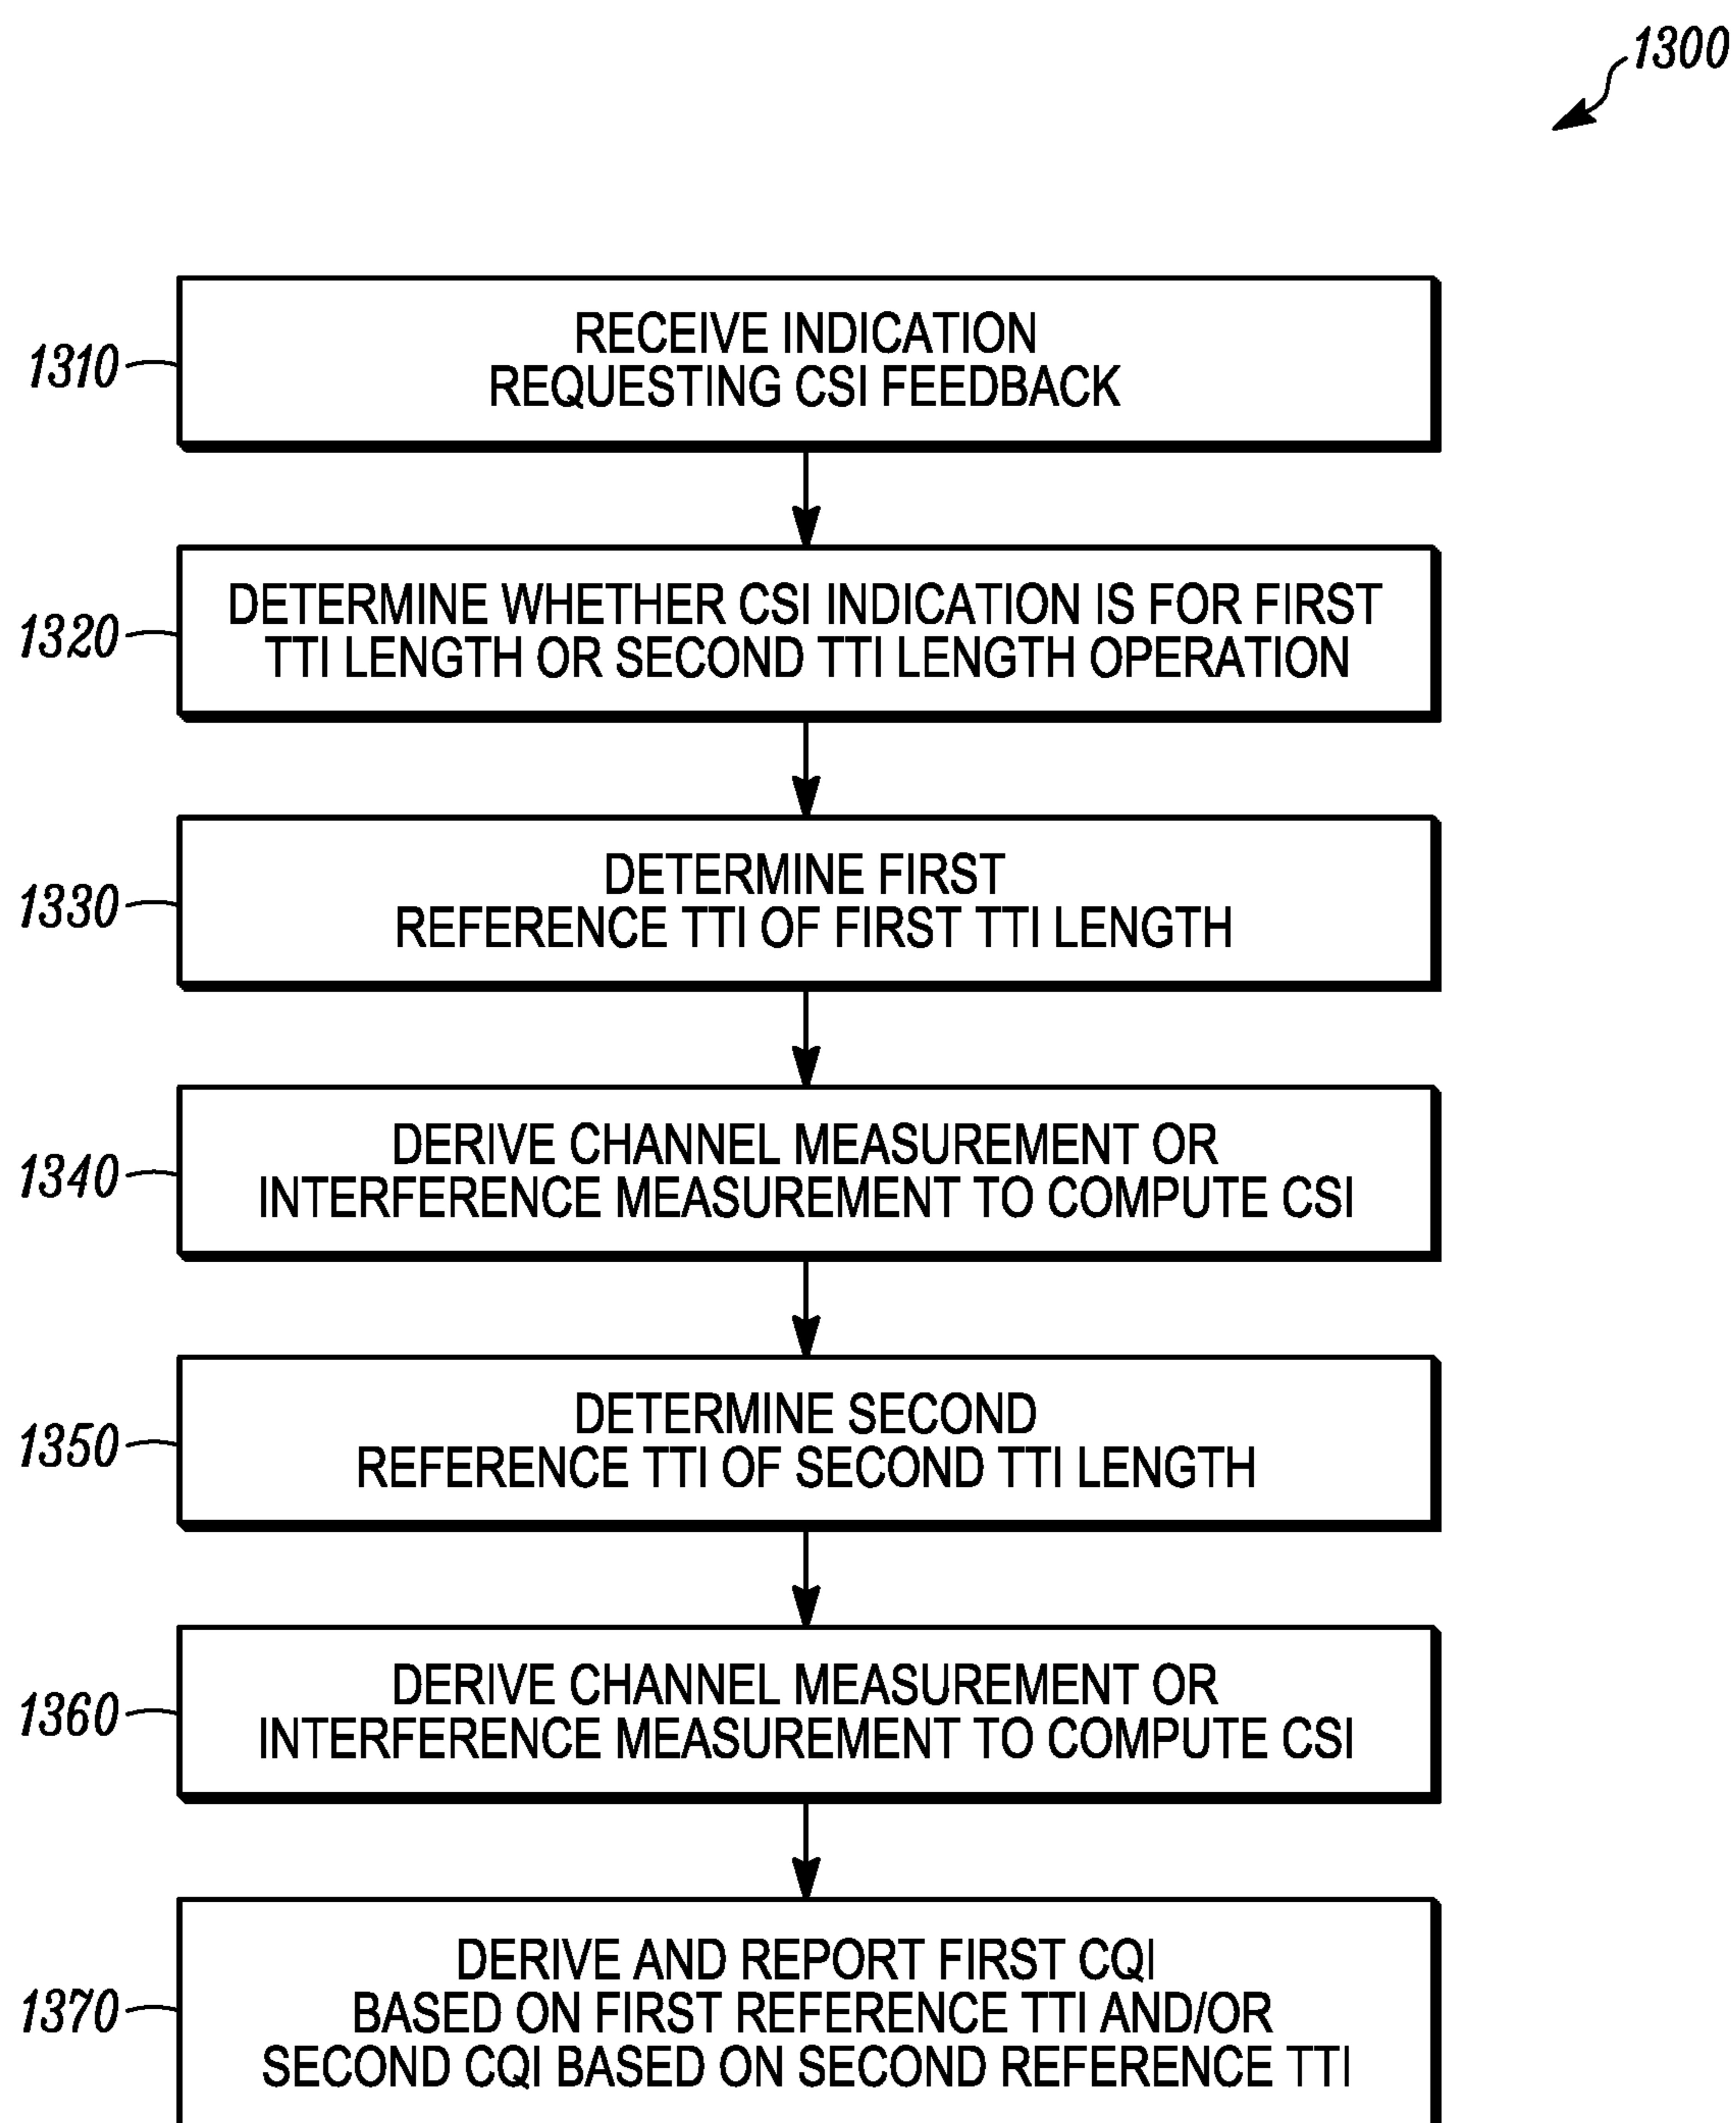 1300
1310
RECEIVE INDICATION
REQUESTING CSI FEEDBACK
1320
DETERMINE WHETHER CSI INDICATION IS FOR FIRST
TTI LENGTH OR SECOND TTI LENGTH OPERATION
1330
DETERMINE FIRST
REFERENCE TTI OF FIRST TTI LENGTH
1340
DERIVE CHANNEL MEASUREMENT OR
INTERFERENCE MEASUREMENT TO COMPUTE CSI
1350
DETERMINE SECOND
REFERENCE TTI OF SECOND TTI LENGTH
1360
DERIVE CHANNEL MEASUREMENT OR
INTERFERENCE MEASUREMENT TO COMPUTE CSI
1370
DERIVE AND REPORT FIRST CQI
BASED ON FIRST REFERENCE TTI AND/OR
SECOND CQI BASED ON SECOND REFERENCE TTI